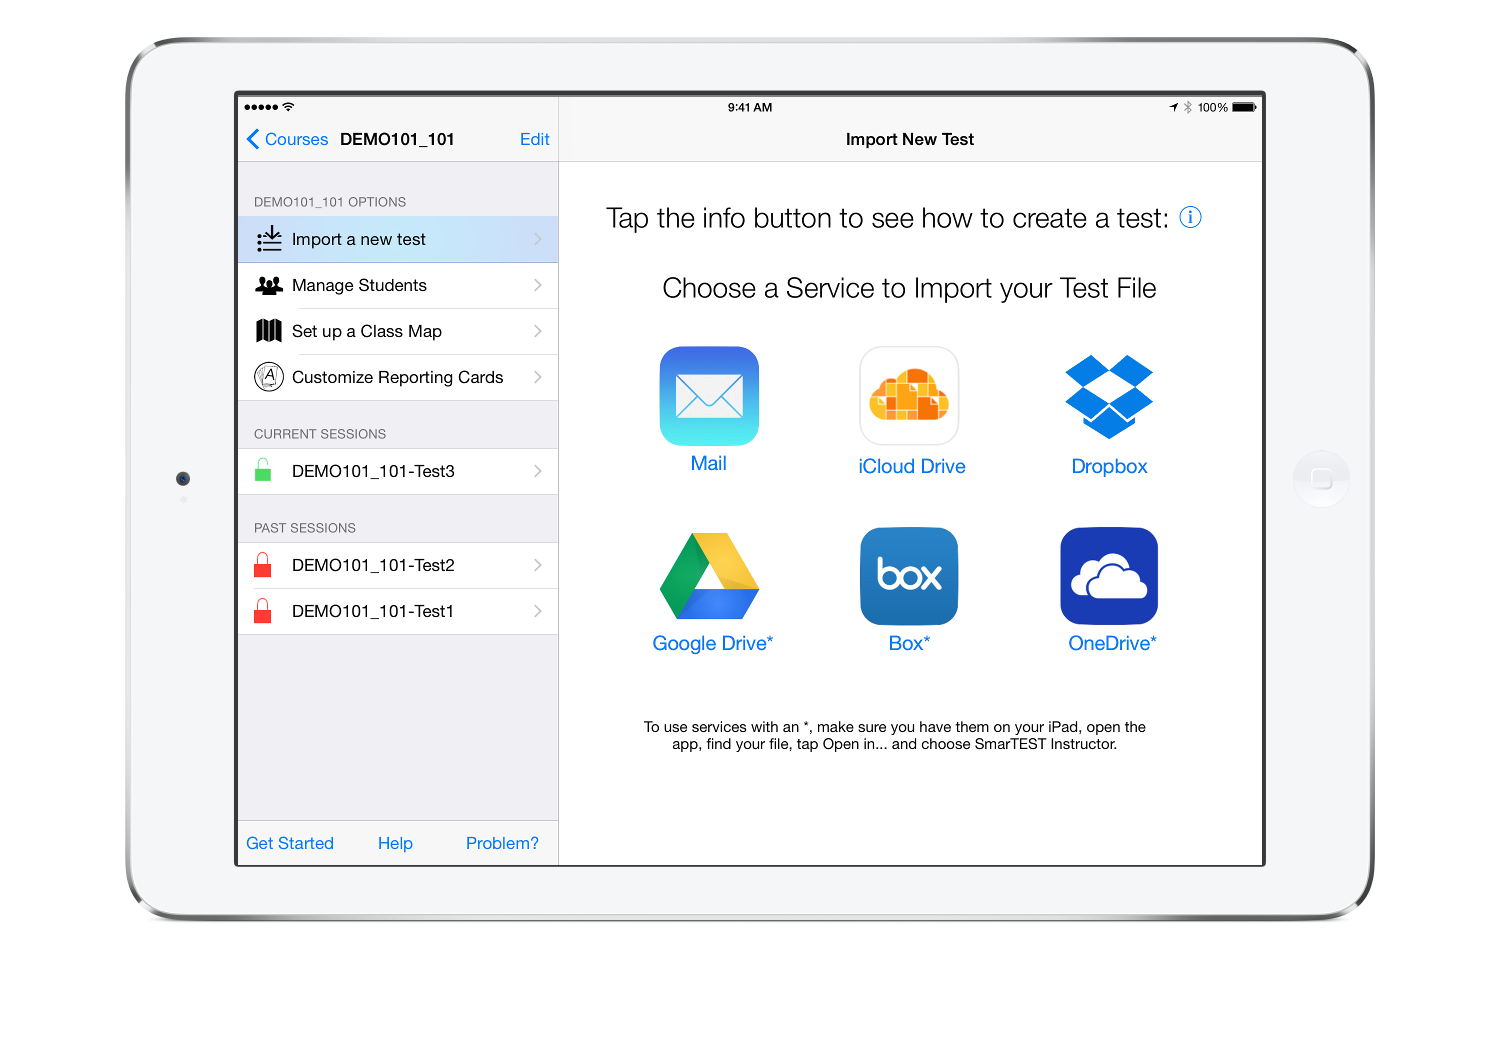 9:41 AM
100%
Courses
DEMO101_101
Edit
Import New Test
DEMO101_101 OPTIONS
Import a new test
Manage Students
Set up a Class Map
A
Customize Reporting Cards
CURRENT SESSIONS
DEMO101_101-Test3
PAST SESSIONS
DEMO101_101-Test2
DEMO101_101-Test1
Get Started
Help
Problem?
Tap the info button to see how to create a test: i
Choose a Service to Import your Test File
Mail
iCloud Drive
Dropbox
box
Google Drive*
Box*
OneDrive*
To use services with an *, make sure you have them on your iPad, open the
app, find your file, tap Open in... and choose SmarTEST Instructor.